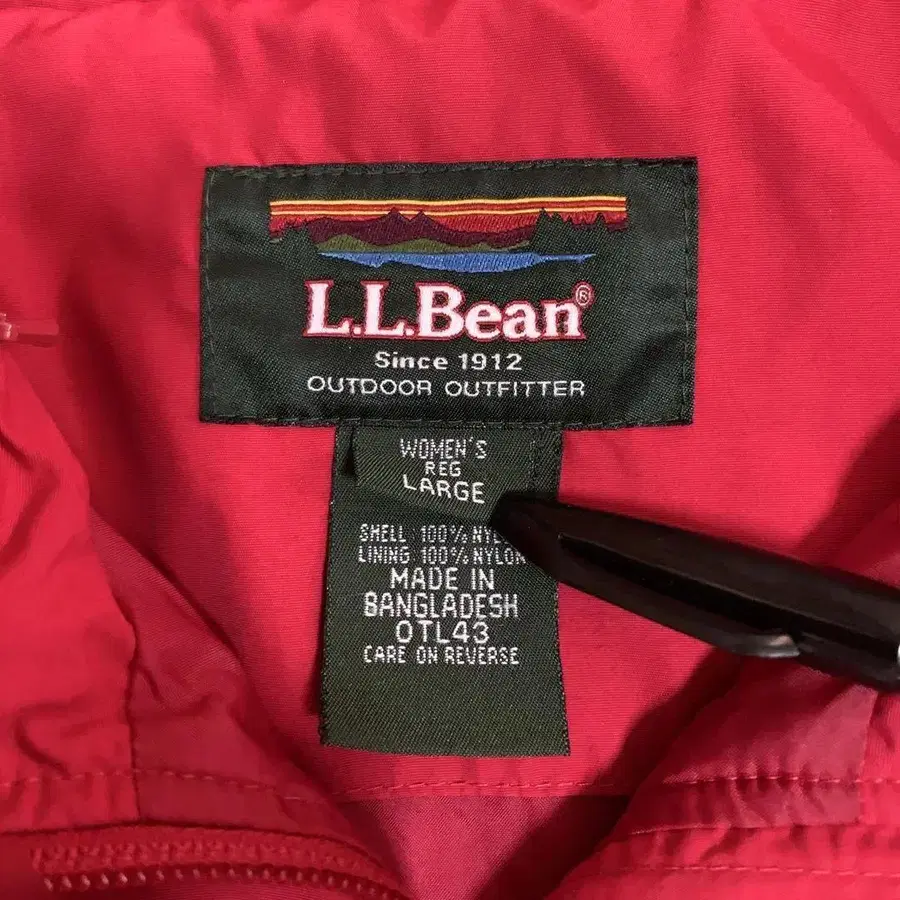 L.L.Bean®
Since 1912
OUTDOOR OUTFITTER
WOMEN'S
REG
LARGE
SHELL: 100%
LINING: 100% NYLON
MADE IN
BANGLADESH
OTL43
CARE ON REVERSE